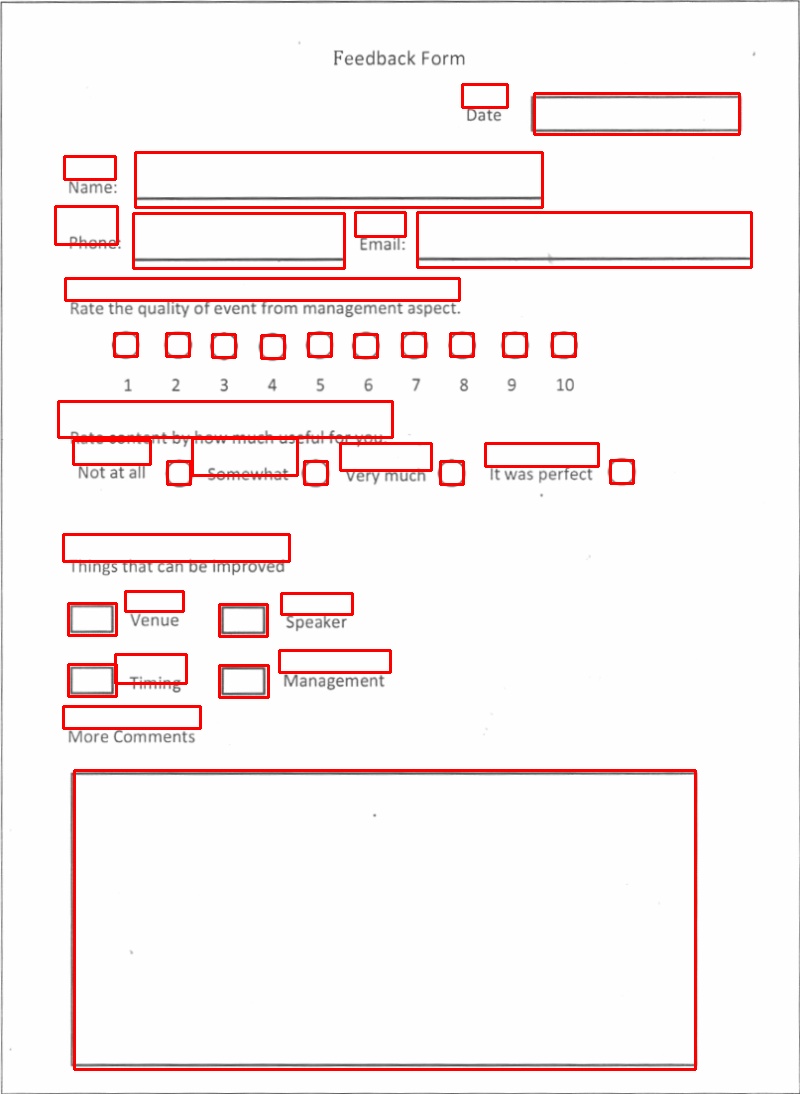 Feedback Form
Date
Name:
Phone: Email:
Rate the quality of event from management aspect.
1 2 3 4 5 6 7 8 9 10
Rate content by how much useful for you
Not at all Somewhat Very much It was perfect
Things that can be improved
Venue Speaker
Timing Management
More Comments